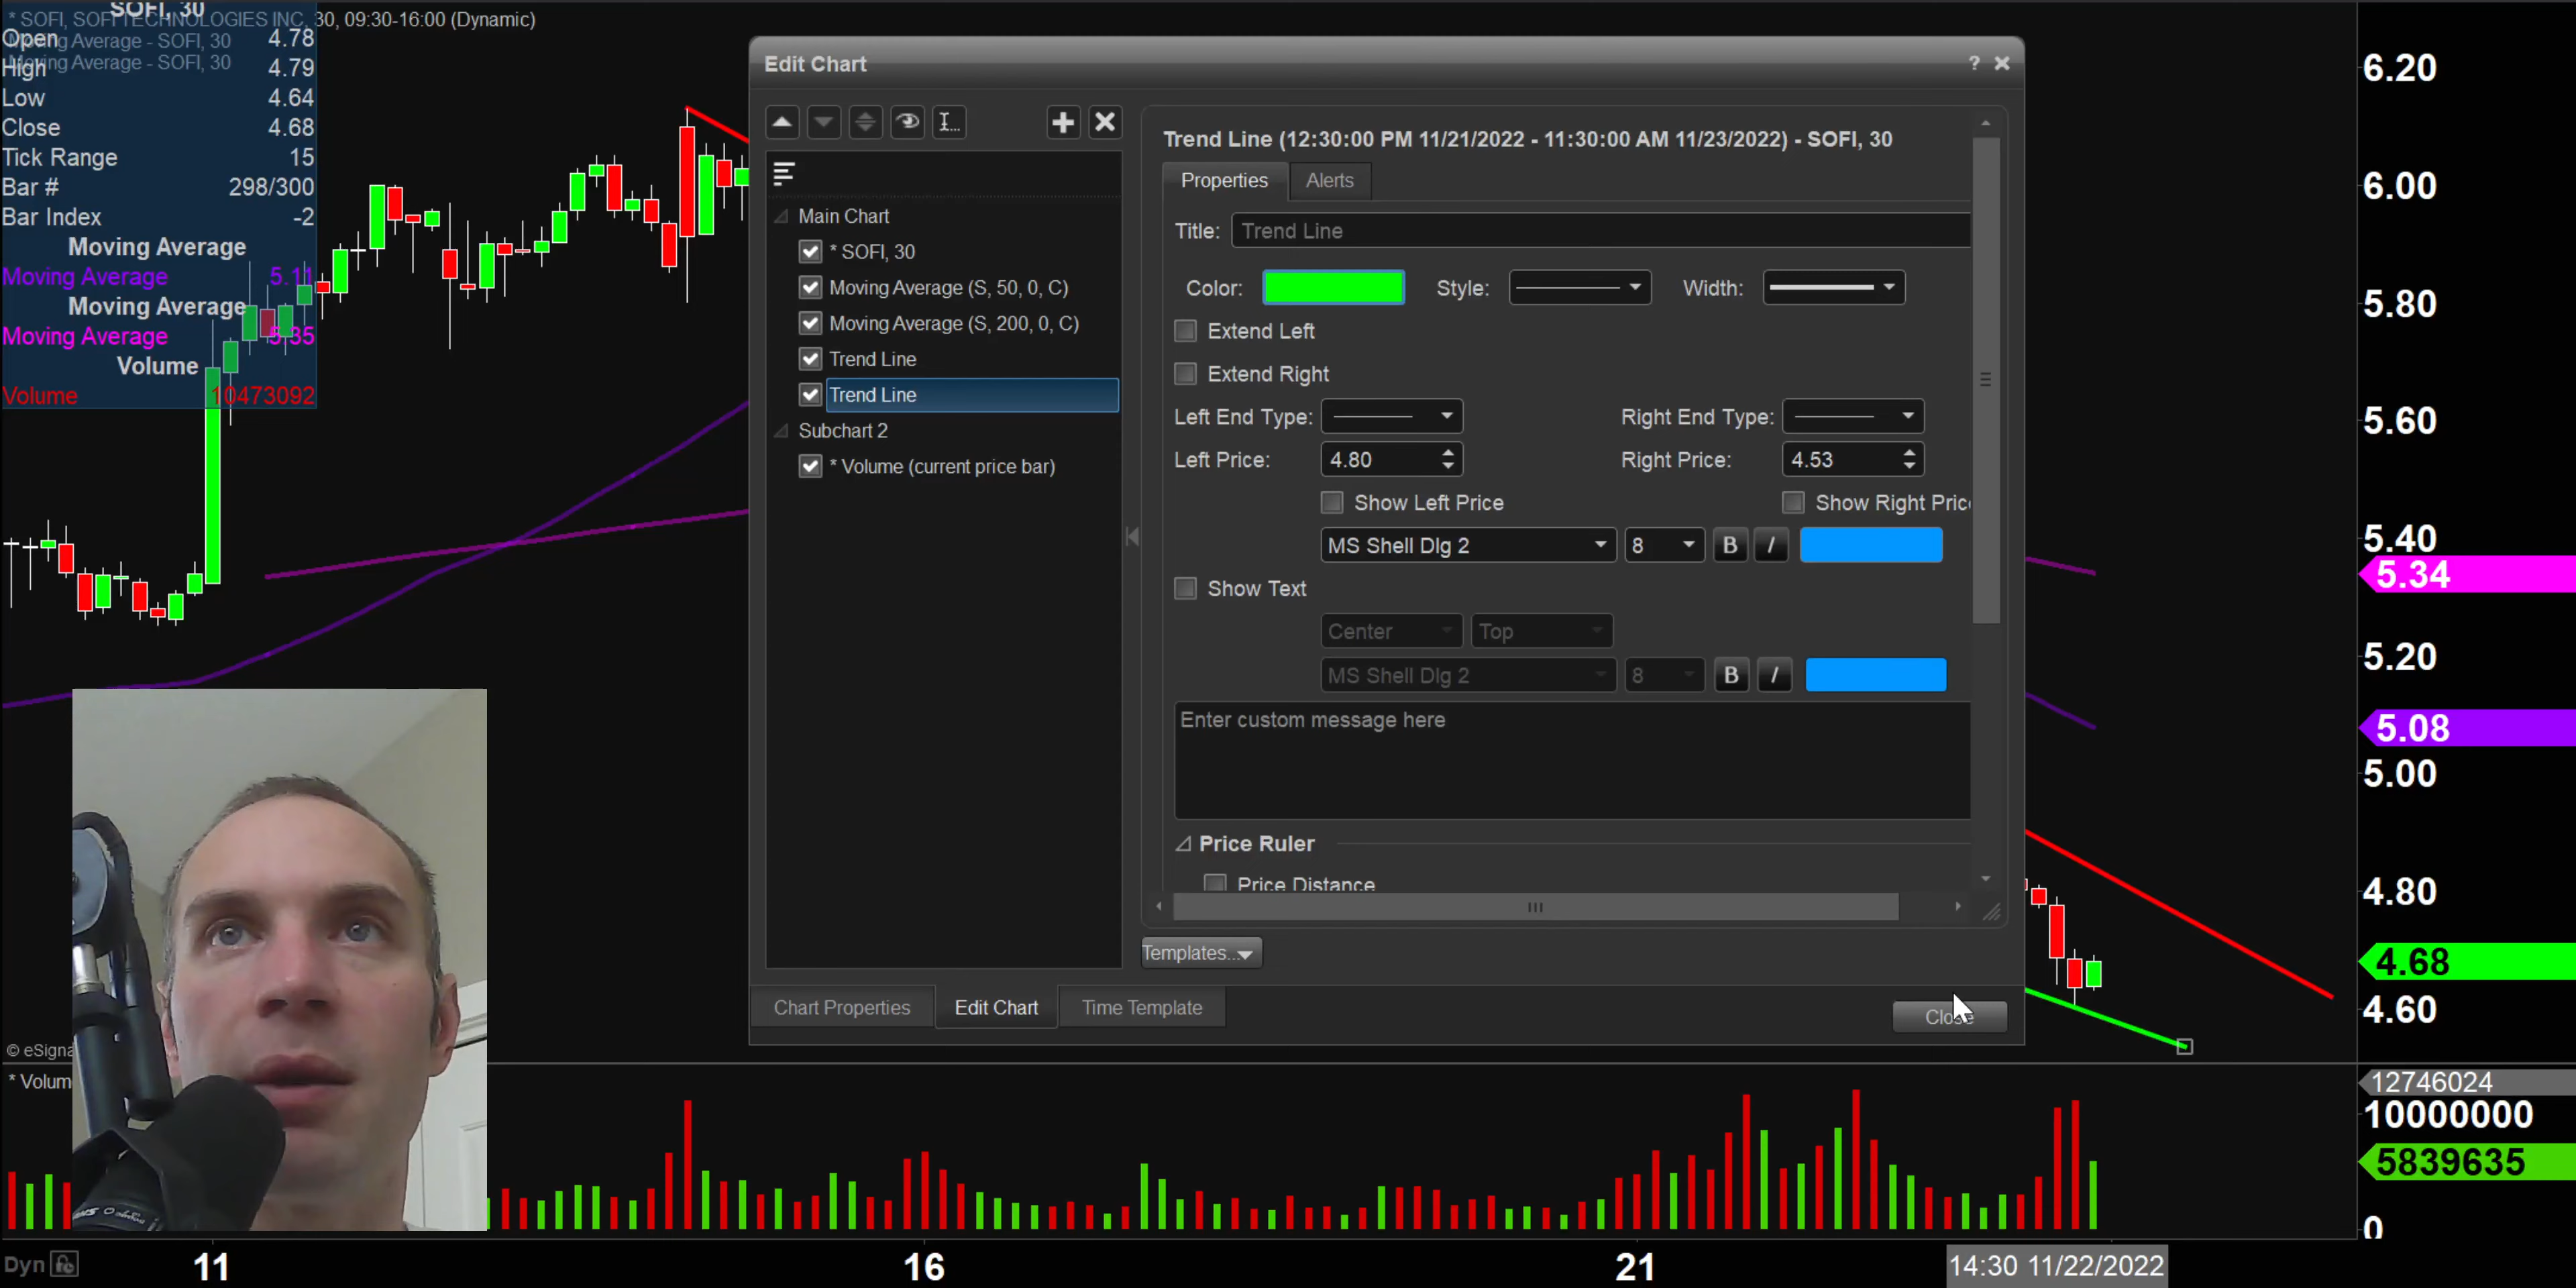 SOFI, 30
* SOFI, SOFI TECHNOLOGIES INC, 30, 09:30-16:00 (Dynamic)
Moving Average - SOFI, 30
Moving Average - SOFI, 30
Open 4.78
High 4.79
Low 4.64
Close 4.68
Tick Range 15
Bar # 298/300
Bar Index -2
Moving Average
Moving Average 5.11
Moving Average
Moving Average 5.35
Volume
Volume 10473092
Edit Chart
?
Main Chart
* SOFI, 30
Moving Average (S, 50, 0, C)
Moving Average (S, 200, 0, C)
Trend Line
Trend Line
Subchart 2
* Volume (current price bar)
Trend Line (12:30:00 PM 11/21/2022 - 11:30:00 AM 11/23/2022) - SOFI, 30
Properties Alerts
Title: Trend Line
Color: Style: Width:
Extend Left
Extend Right
Left End Type: Right End Type:
Left Price: 4.80 Right Price: 4.53
Show Left Price Show Right Pric
MS Shell Dlg 2 8 B I
Show Text
Center Top
MS Shell Dlg 2 8 B I
Enter custom message here
Price Ruler
Price Distance
Templates...
Chart Properties Edit Chart Time Template
Close
6.20
6.00
5.80
5.60
5.40
5.34
5.20
5.08
5.00
4.80
4.68
4.60
© eSigna
* Volum
12746024
10000000
5839635
0
Dyn 11 16 21 14:30 11/22/2022